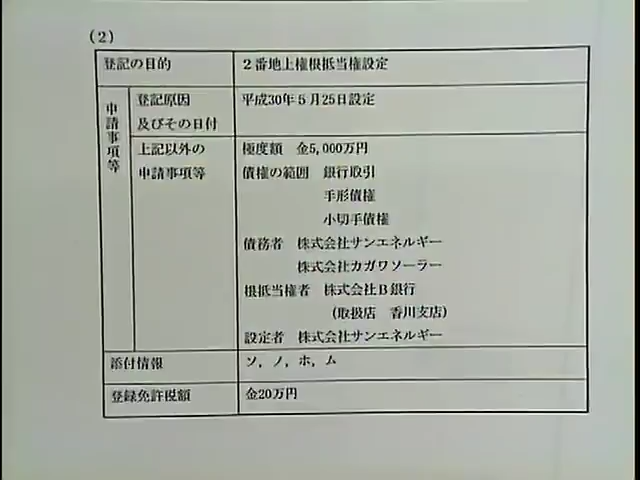 (2)
登記の目的 2番地上権根抵当権設定
申請事項等
登記原因 平成30年5月25日設定
及びその日付
上記以外の 極度額 金5,000万円
申請事項等 債権の範囲 銀行取引
手形債権
小切手債権
債務者 株式会社サンエネルギー
株式会社カガワソーラー
根抵当権者 株式会社B銀行
(取扱店 香川支店)
設定者 株式会社サンエネルギー
添付情報 ソ，ノ，ホ，ム
登録免許税額 金20万円